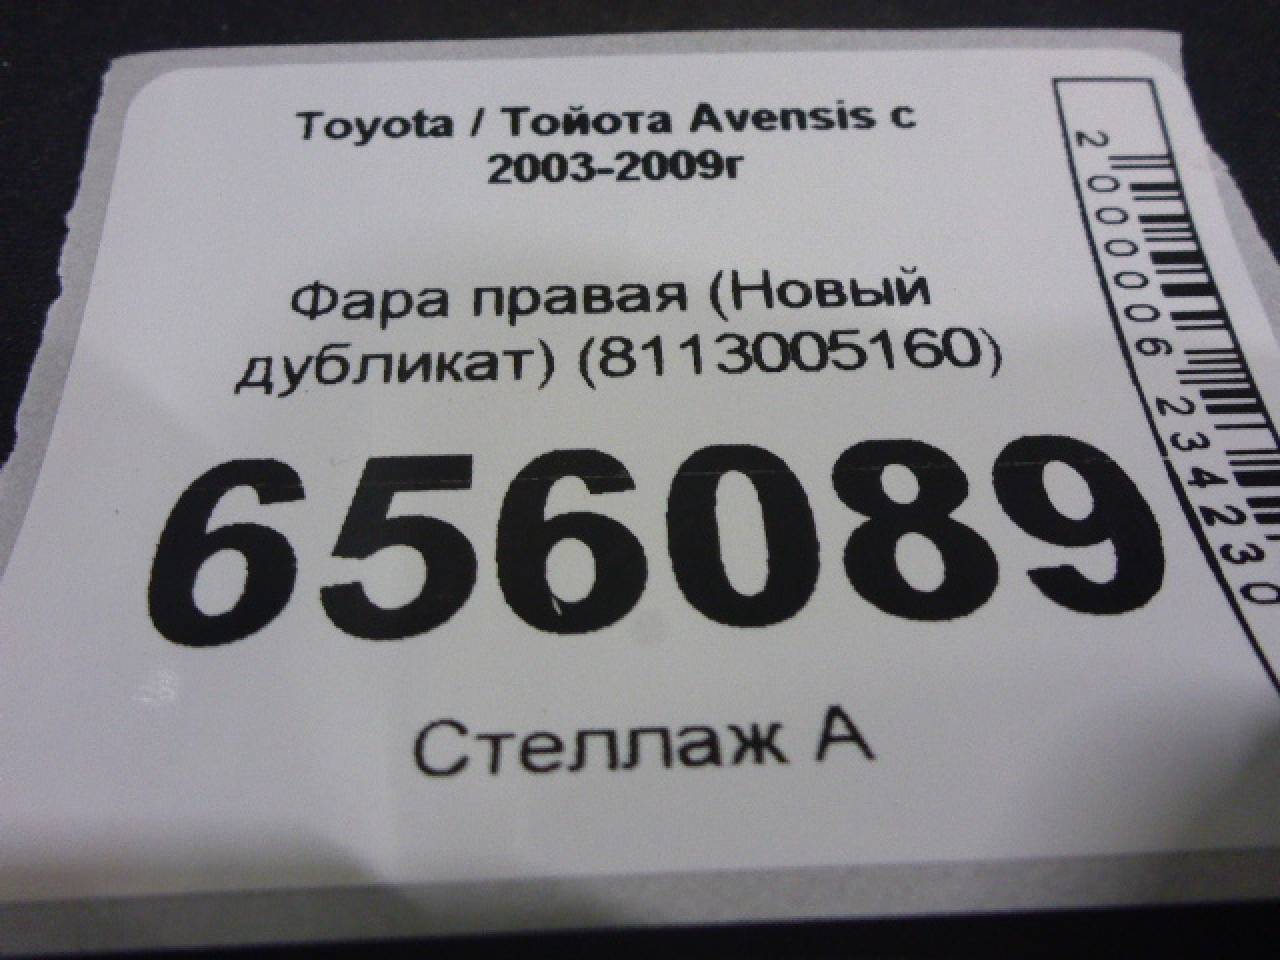 Toyota / Тойота Avensis с
2003-2009г
Фара правая (Новый
дубликат) (8113005160)
656089
Стеллаж А
2000006234230